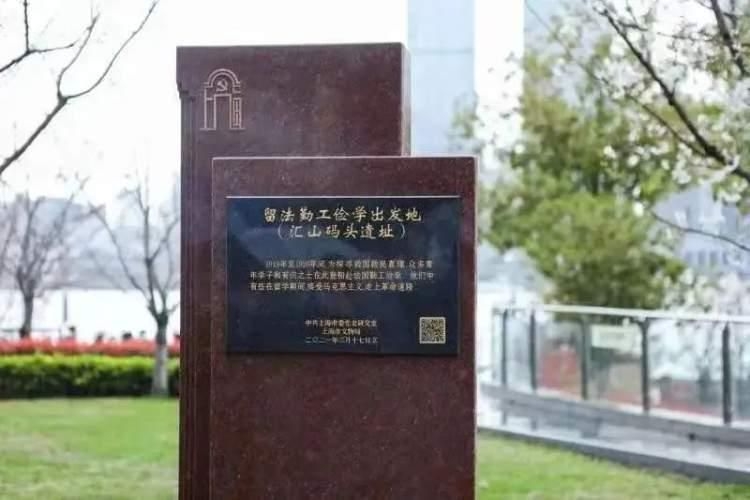 留法勤工俭学出发地
（汇山码头遗址）
1919年至1920年间,为探寻救国救民真理,众多青
年学子和有识之士在此登船赴法国勤工俭学。他们中
有些在留学期间,接受马克思主义,走上革命道路
中共上海市委党史研究室
上海市文物局
二〇二一年三月十七日立